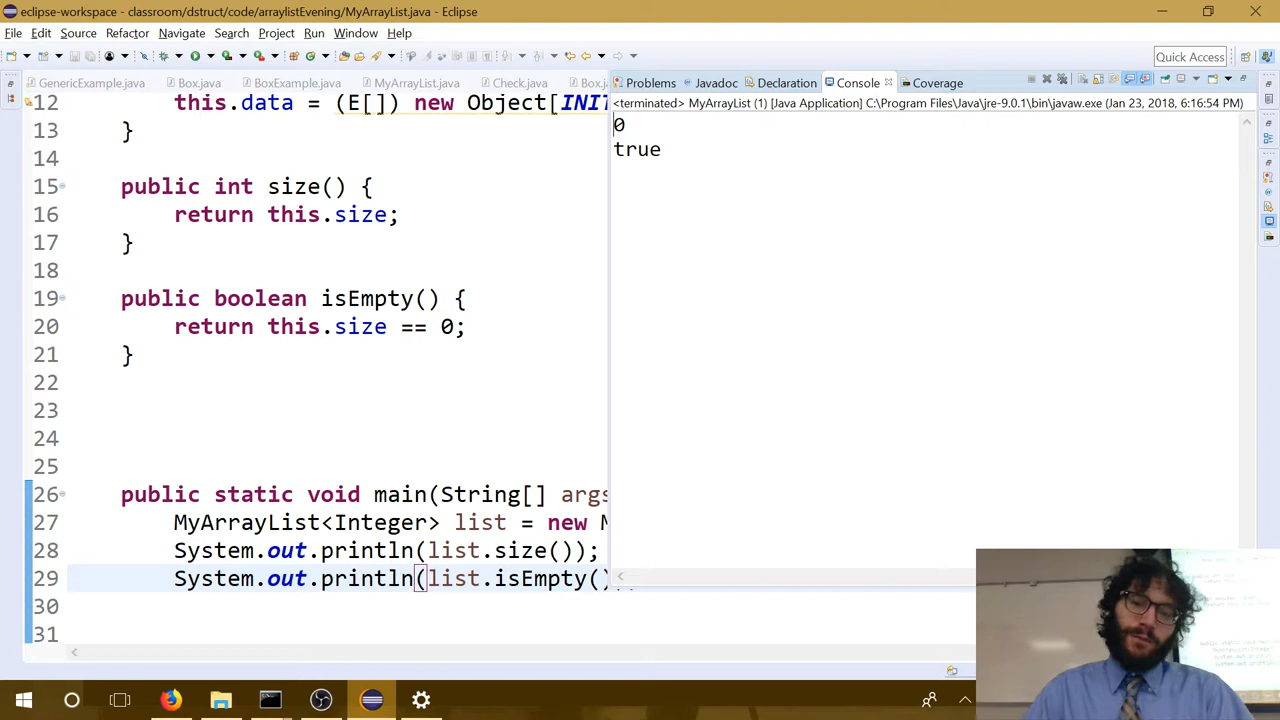 eclipse-workspace - classroom/dstruct/code/arraylistEvening/MyArrayList.java - Eclipse
File Edit Source Refactor Navigate Search Project Run Window Help
Quick Access
GenericExample.java Box.java BoxExample.java MyArrayList.java Check.java Box.j
Problems Javadoc Declaration Console Coverage
<terminated> MyArrayList (1) [Java Application] C:\Program Files\Java\jre-9.0.1\bin\javaw.exe (Jan 23, 2018, 6:16:54 PM)
0
true
12 this.data = (E[]) new Object[INIT
13 }
14
15 public int size() {
16 return this.size;
17 }
18
19 public boolean isEmpty() {
20 return this.size == 0;
21 }
22
23
24
25
26 public static void main(String[] args
27 MyArrayList<Integer> list = new M
28 System.out.println(list.size());
29 System.out.println(list.isEmpty()
30
31